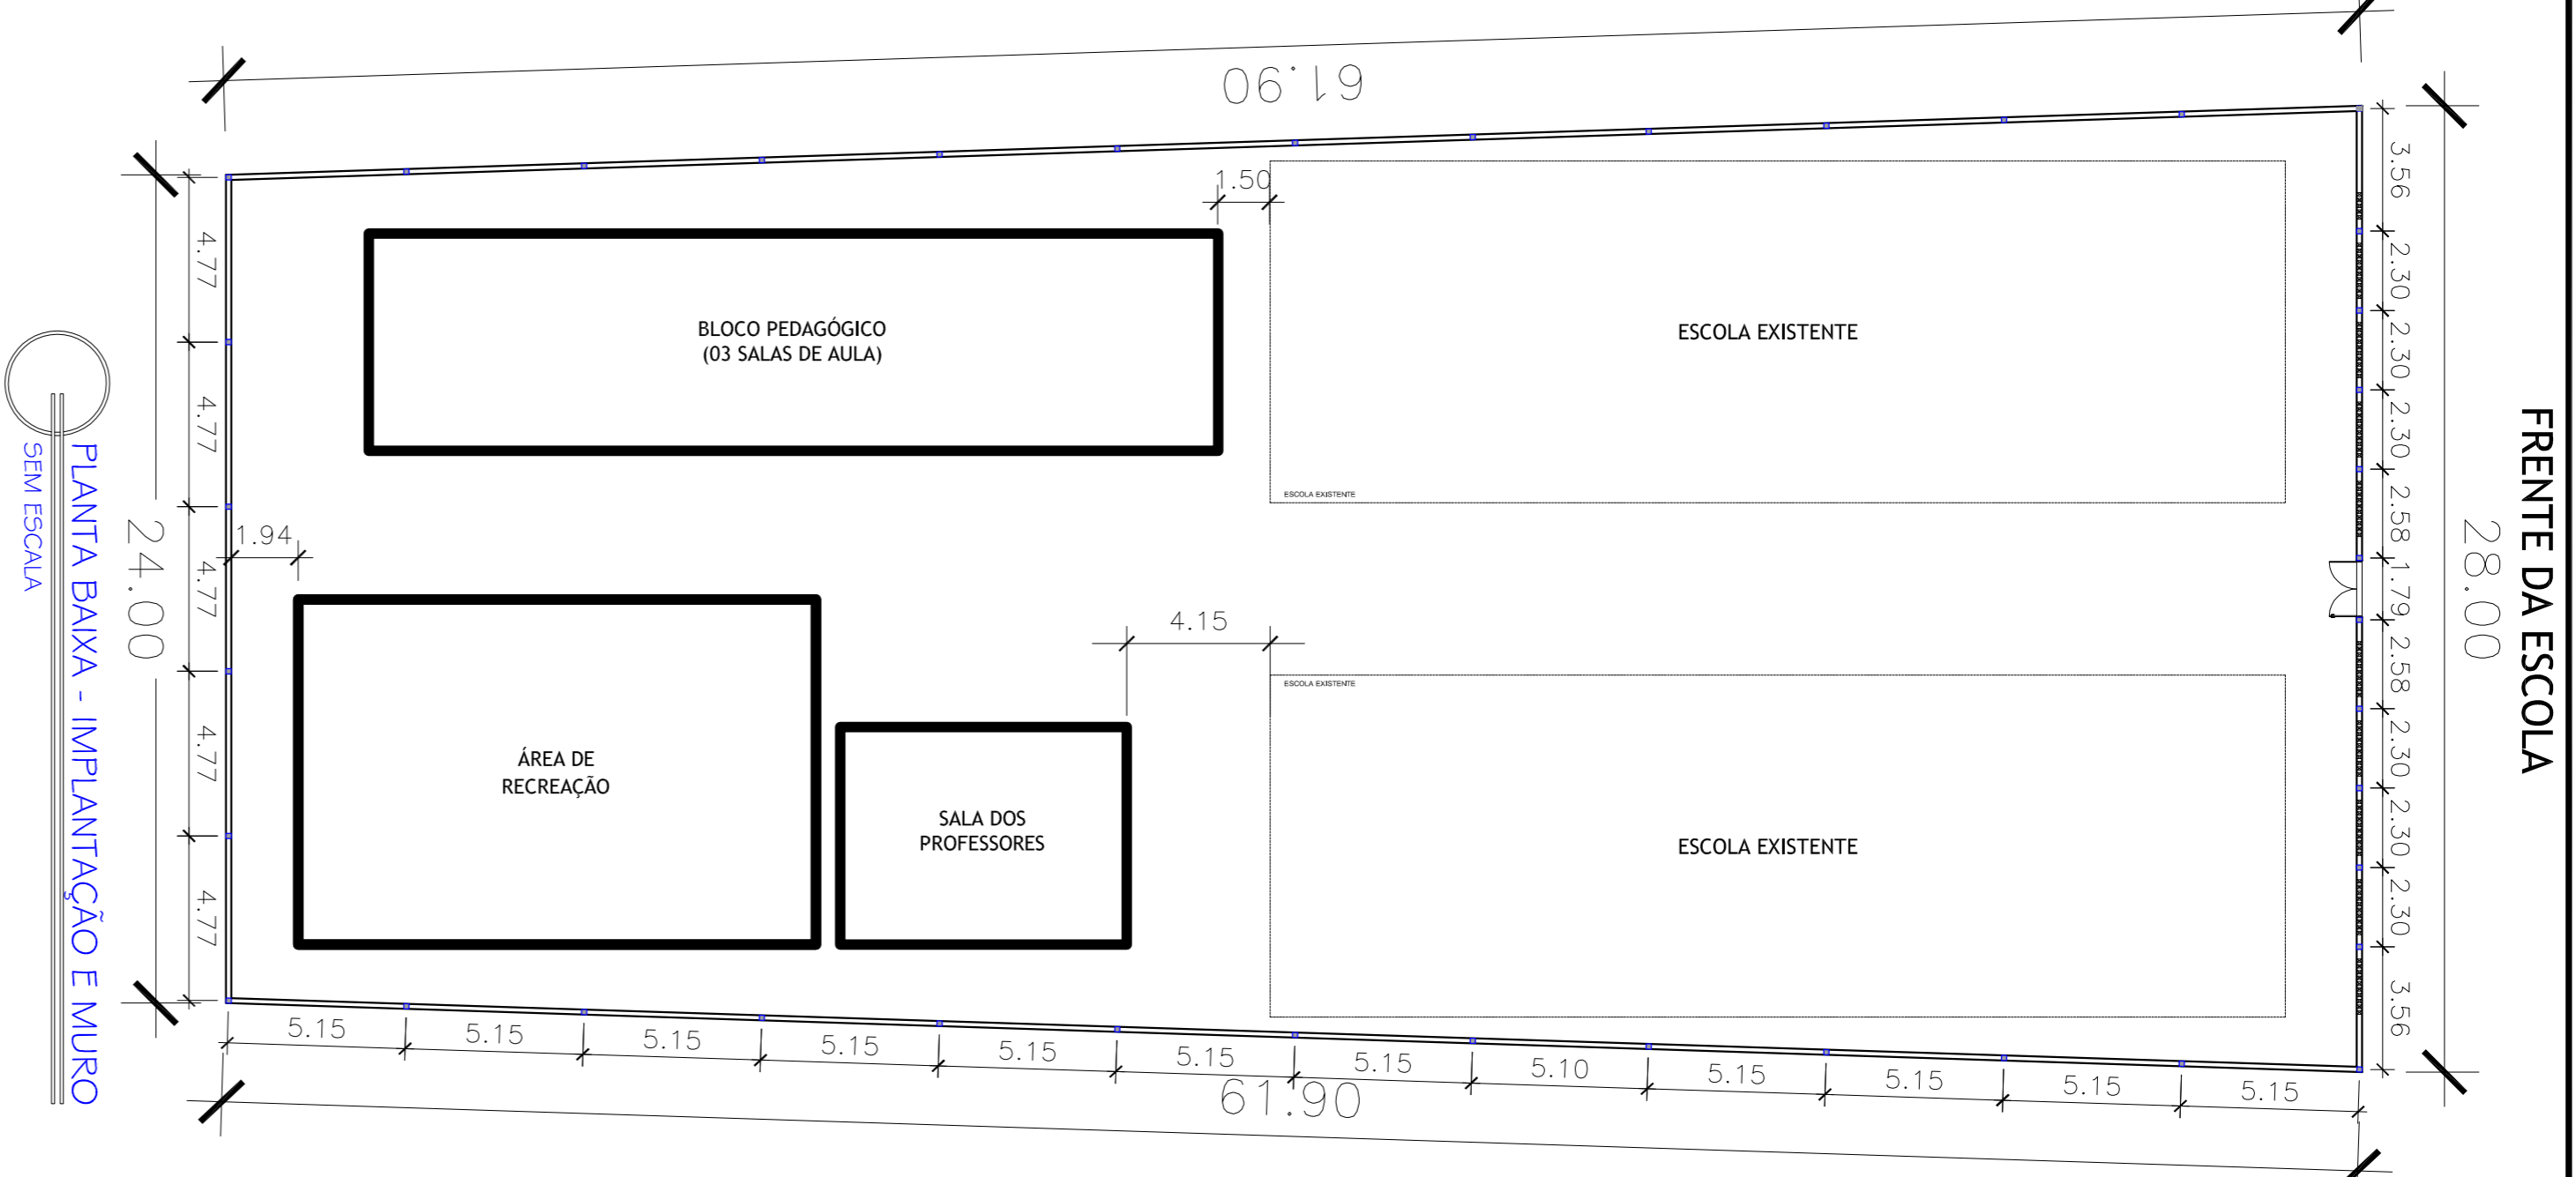 61.90
1.50
BLOCO PEDAGÓGICO
(03 SALAS DE AULA)
ESCOLA EXISTENTE
ESCOLA EXISTENTE
1.94
4.15
ESCOLA EXISTENTE
ÁREA DE
RECREAÇÃO
SALA DOS
PROFESSORES
ESCOLA EXISTENTE
4.77
4.77
4.77
4.77
4.77
24.00
PLANTA BAIXA - IMPLANTAÇÃO E MURO
SEM ESCALA
3.56
2.30
2.30
2.30
2.58
1.79
2.58
2.30
2.30
2.30
3.56
28.00
FRENTE DA ESCOLA
5.15
5.15
5.15
5.15
5.15
5.15
5.15
5.10
5.15
5.15
5.15
5.15
61.90